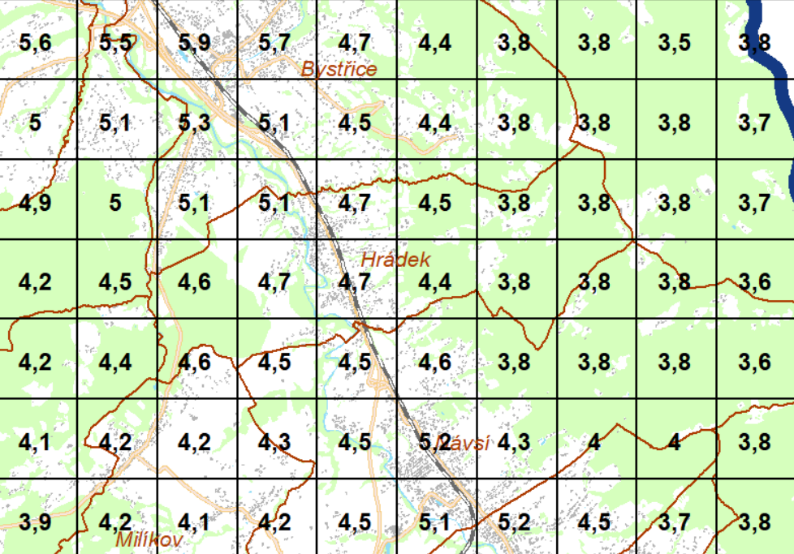 5,6 5,5 5,9 5,7 4,7 4,4 3,8 3,8 3,5 3,8
Bystřice
5 5,1 5,3 5,1 4,5 4,4 3,8 3,8 3,8 3,7
4,9 5 5,1 5,1 4,7 4,5 3,8 3,8 3,8 3,7
Hrádek
4,2 4,5 4,6 4,7 4,7 4,4 3,8 3,8 3,8 3,6
4,2 4,4 4,6 4,5 4,5 4,6 3,8 3,8 3,8 3,6
4,1 4,2 4,2 4,3 4,5 5,2 Návsí 4,3 4 4 3,8
3,9 4,2 4,1 4,2 4,5 5,1 5,2 4,5 3,7 3,8
Milíkov